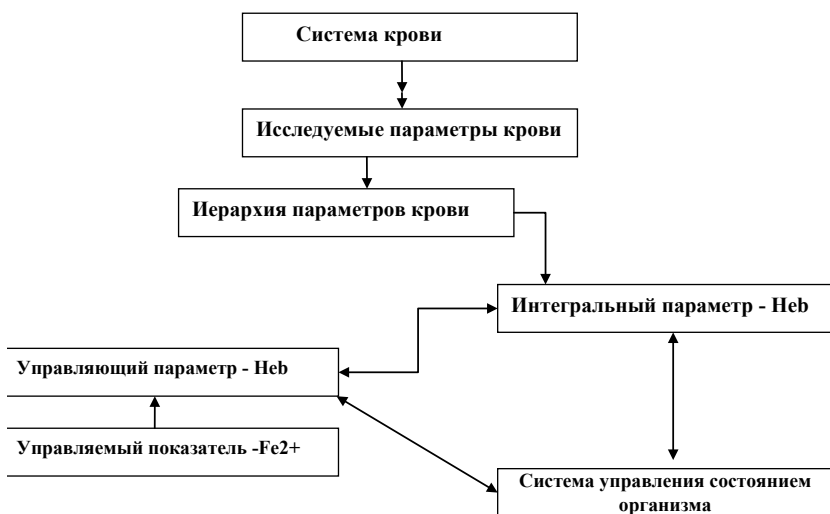 Система крови
Исследуемые параметры крови
Иерархия параметров крови
Интегральный параметр - Heb
Управляющий параметр - Heb
Управляемый показатель -Fe2+
Система управления состоянием
организма